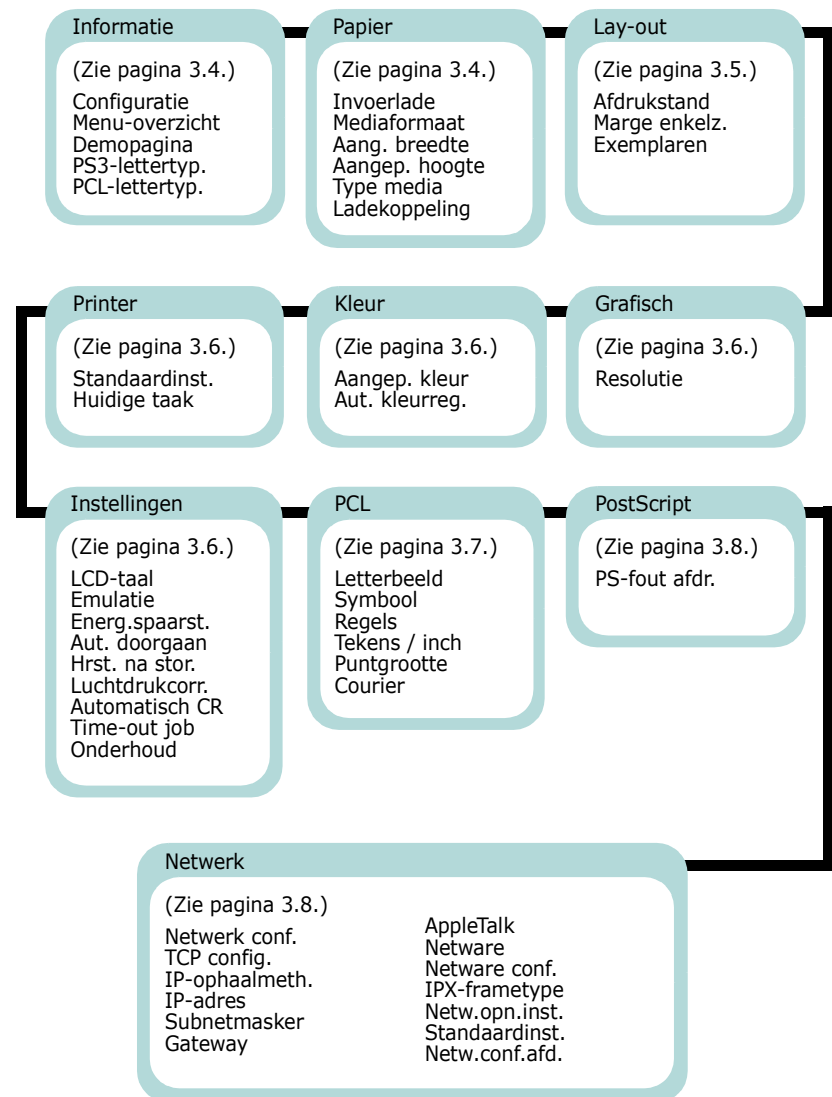 Informatie
(Zie pagina 3.4.)
Configuratie
Menu-overzicht
Demopagina
PS3-lettertyp.
PCL-lettertyp.
Papier
(Zie pagina 3.4.)
Invoerlade
Mediaformaat
Aang. breedte
Aangep. hoogte
Type media
Ladekoppeling
Lay-out
(Zie pagina 3.5.)
Afdrukstand
Marge enkelz.
Exemplaren
Printer
(Zie pagina 3.6.)
Standaardinst.
Huidige taak
Kleur
(Zie pagina 3.6.)
Aangep. kleur
Aut. kleurreg.
Grafisch
(Zie pagina 3.6.)
Resolutie
Instellingen
(Zie pagina 3.6.)
LCD-taal
Emulatie
Energ.spaarst.
Aut. doorgaan
Hrst. na stor.
Luchtdrukcorr.
Automatisch CR
Time-out job
Onderhoud
PCL
(Zie pagina 3.7.)
Letterbeeld
Symbool
Regels
Tekens / inch
Puntgrootte
Courier
PostScript
(Zie pagina 3.8.)
PS-fout afdr.
Netwerk
(Zie pagina 3.8.)
Netwerk conf.
TCP config.
IP-ophaalmeth.
IP-adres
Subnetmasker
Gateway
AppleTalk
Netware
Netware conf.
IPX-frametype
Netw.opn.inst.
Standaardinst.
Netw.conf.afd.